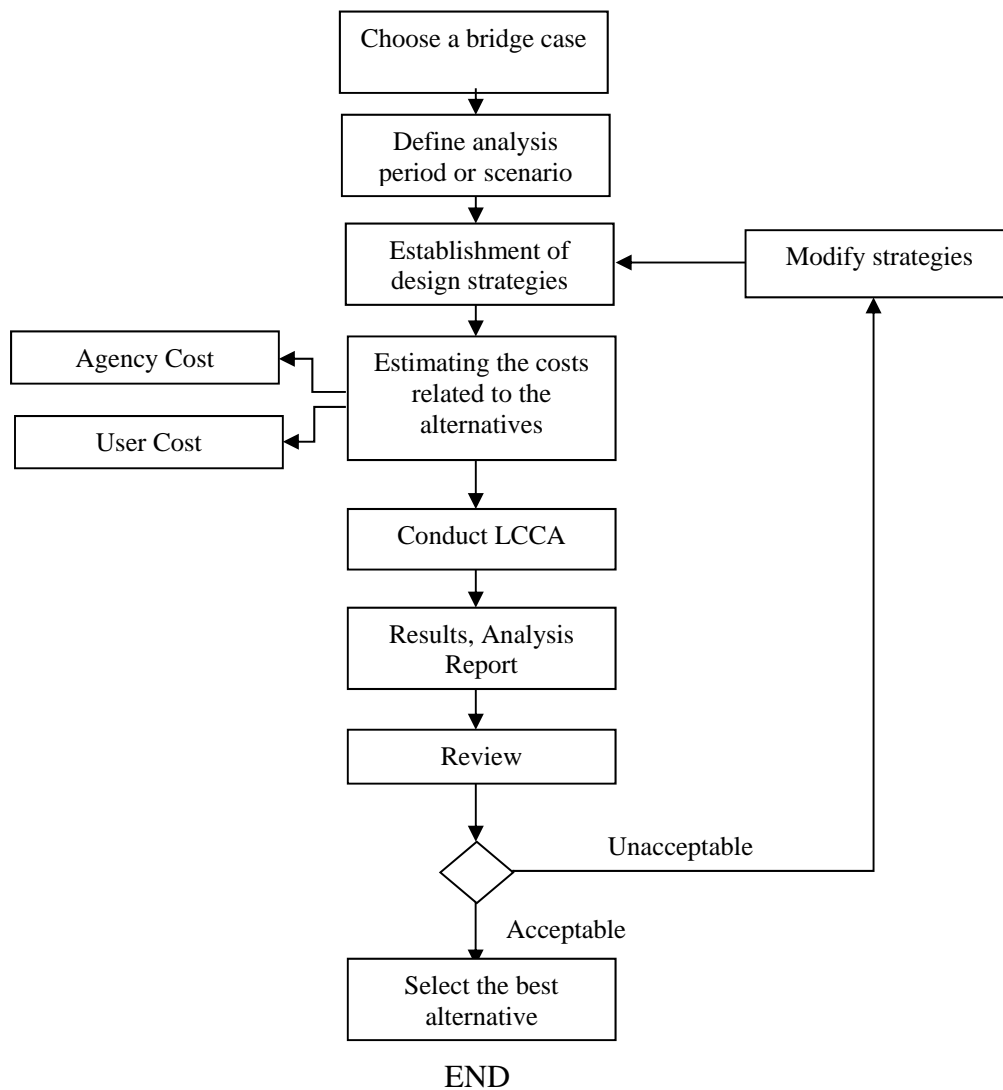 Choose a bridge case
Define analysis
period or scenario
Establishment of
design strategies
Modify strategies
Agency Cost
Estimating the costs
related to the
alternatives
User Cost
Conduct LCCA
Results, Analysis
Report
Review
Unacceptable
Acceptable
Select the best
alternative
END